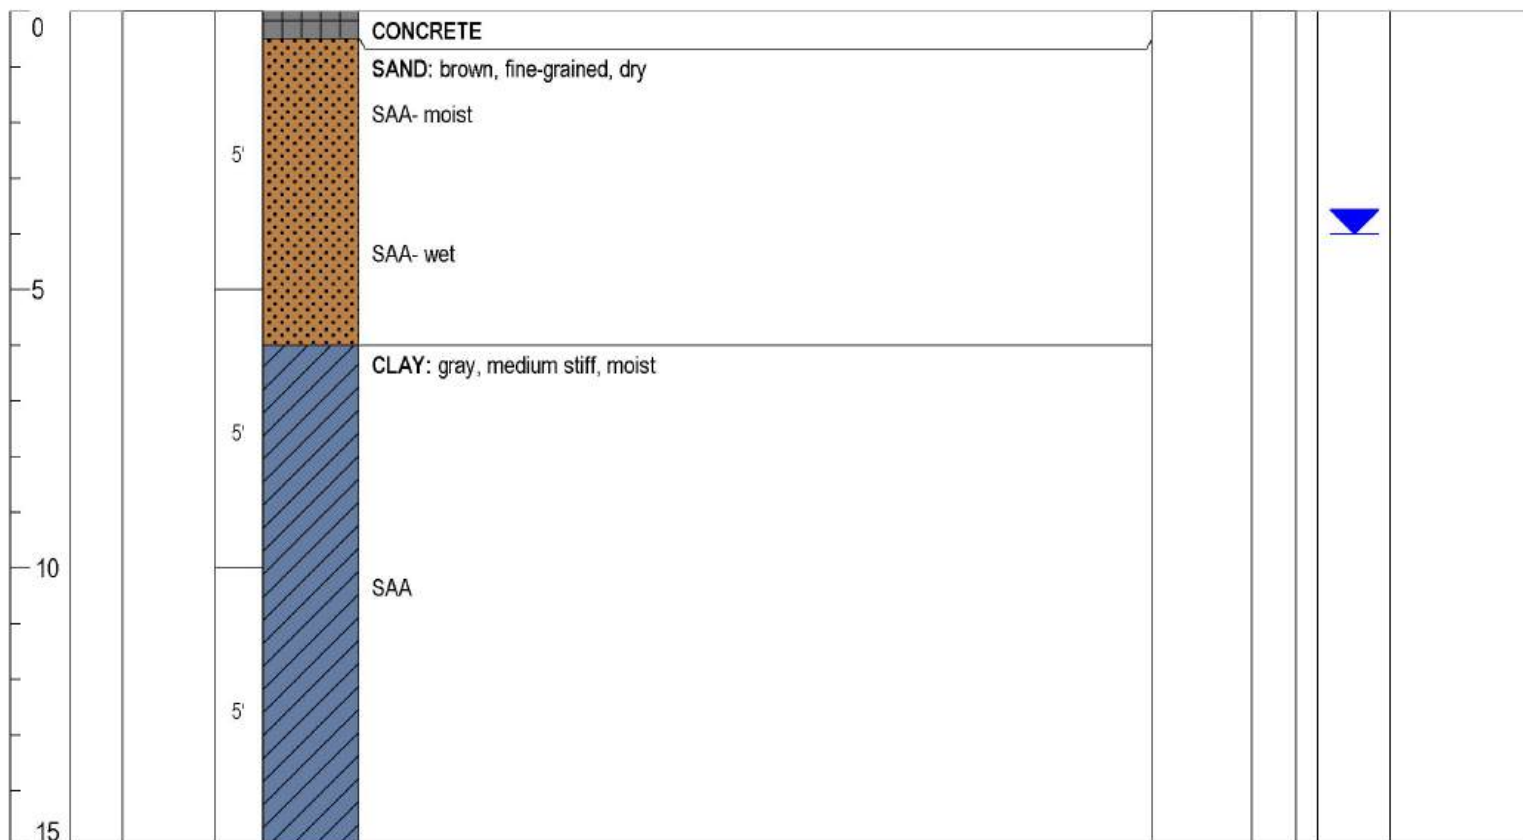 0
CONCRETE
SAND: brown, fine-grained, dry
SAA- moist
5'
SAA- wet
5
CLAY: gray, medium stiff, moist
5'
10
SAA
5'
15